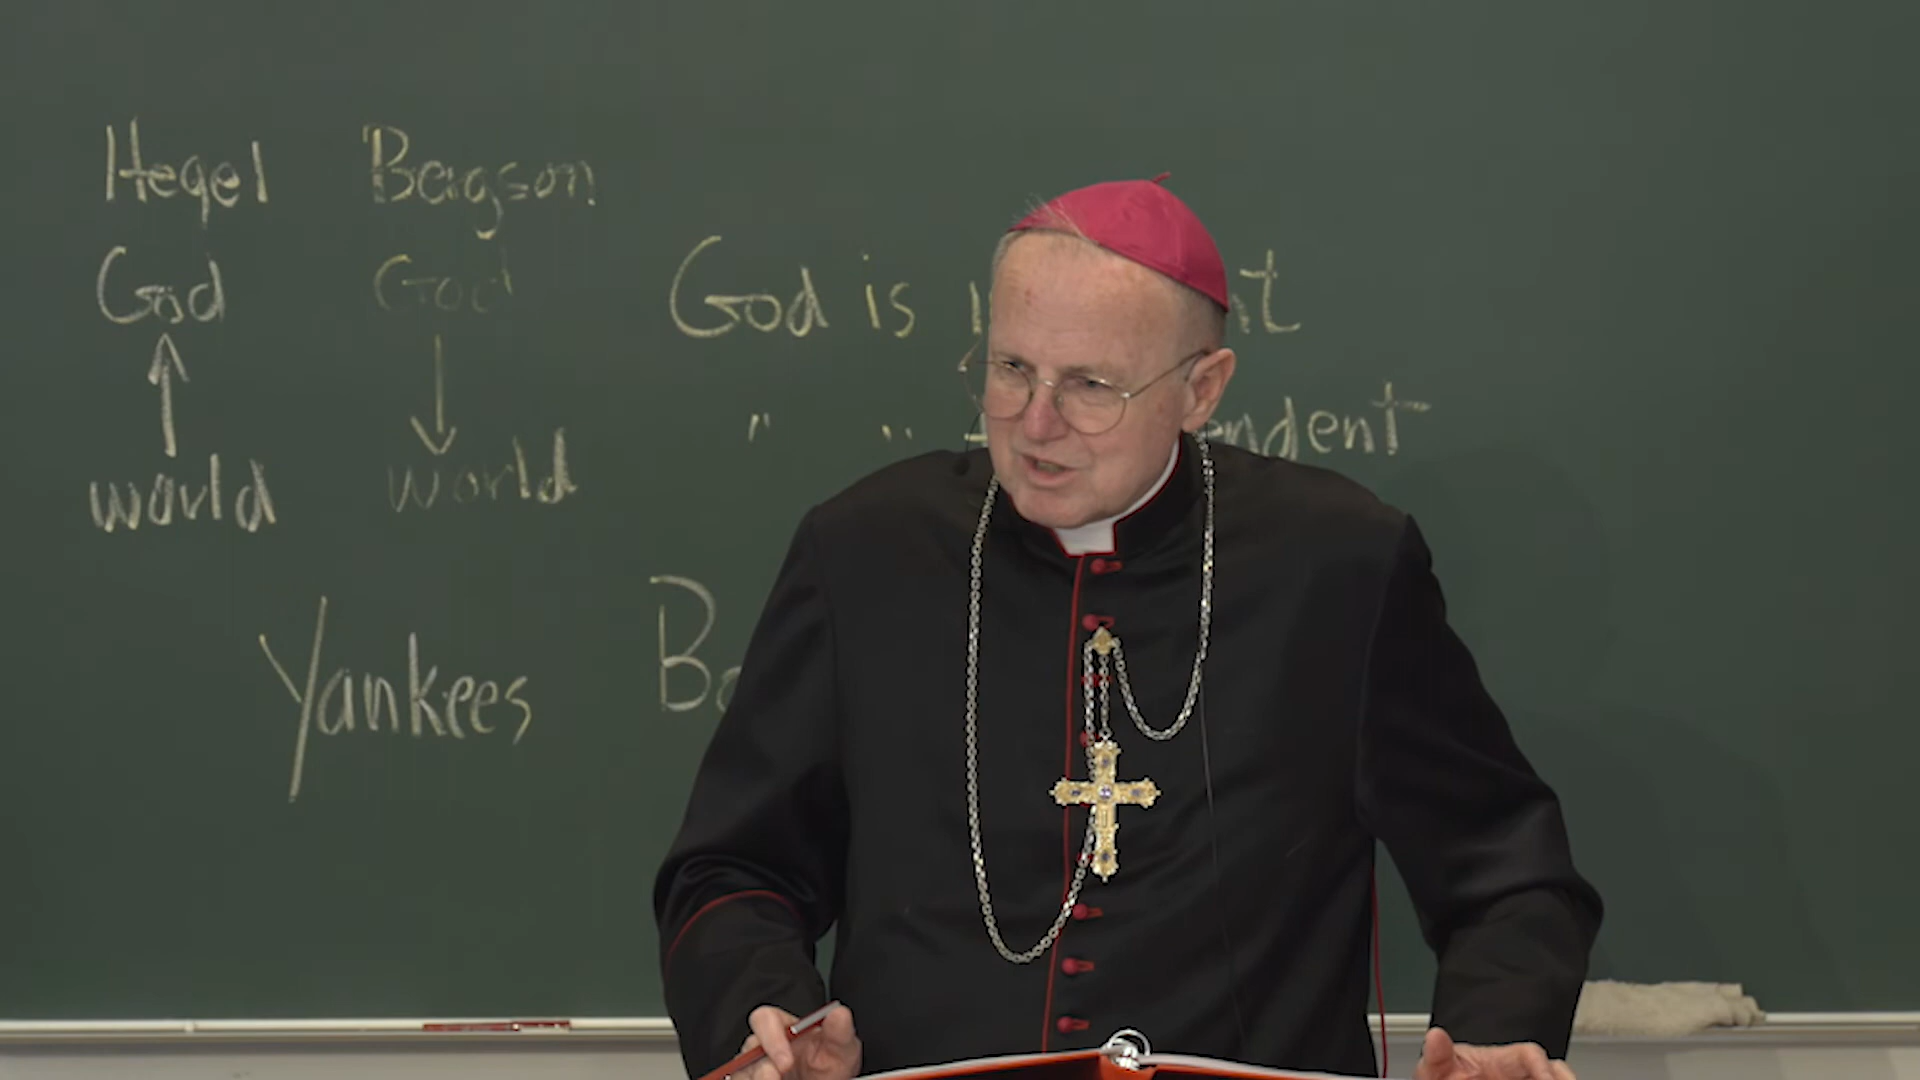 Hegel Bergson
God God God is
world world " "
Yankees